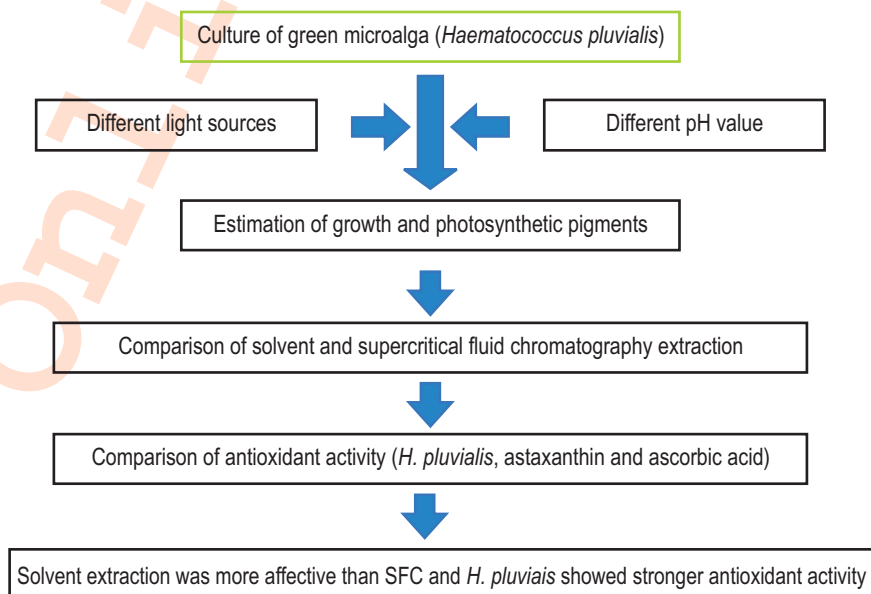 Culture of green microalga (Haematococcus pluvialis)
Different light sources
Different pH value
Estimation of growth and photosynthetic pigments
Comparison of solvent and supercritical fluid chromatography extraction
Comparison of antioxidant activity (H. pluvialis, astaxanthin and ascorbic acid)
Solvent extraction was more affective than SFC and H. pluviais showed stronger antioxidant activity